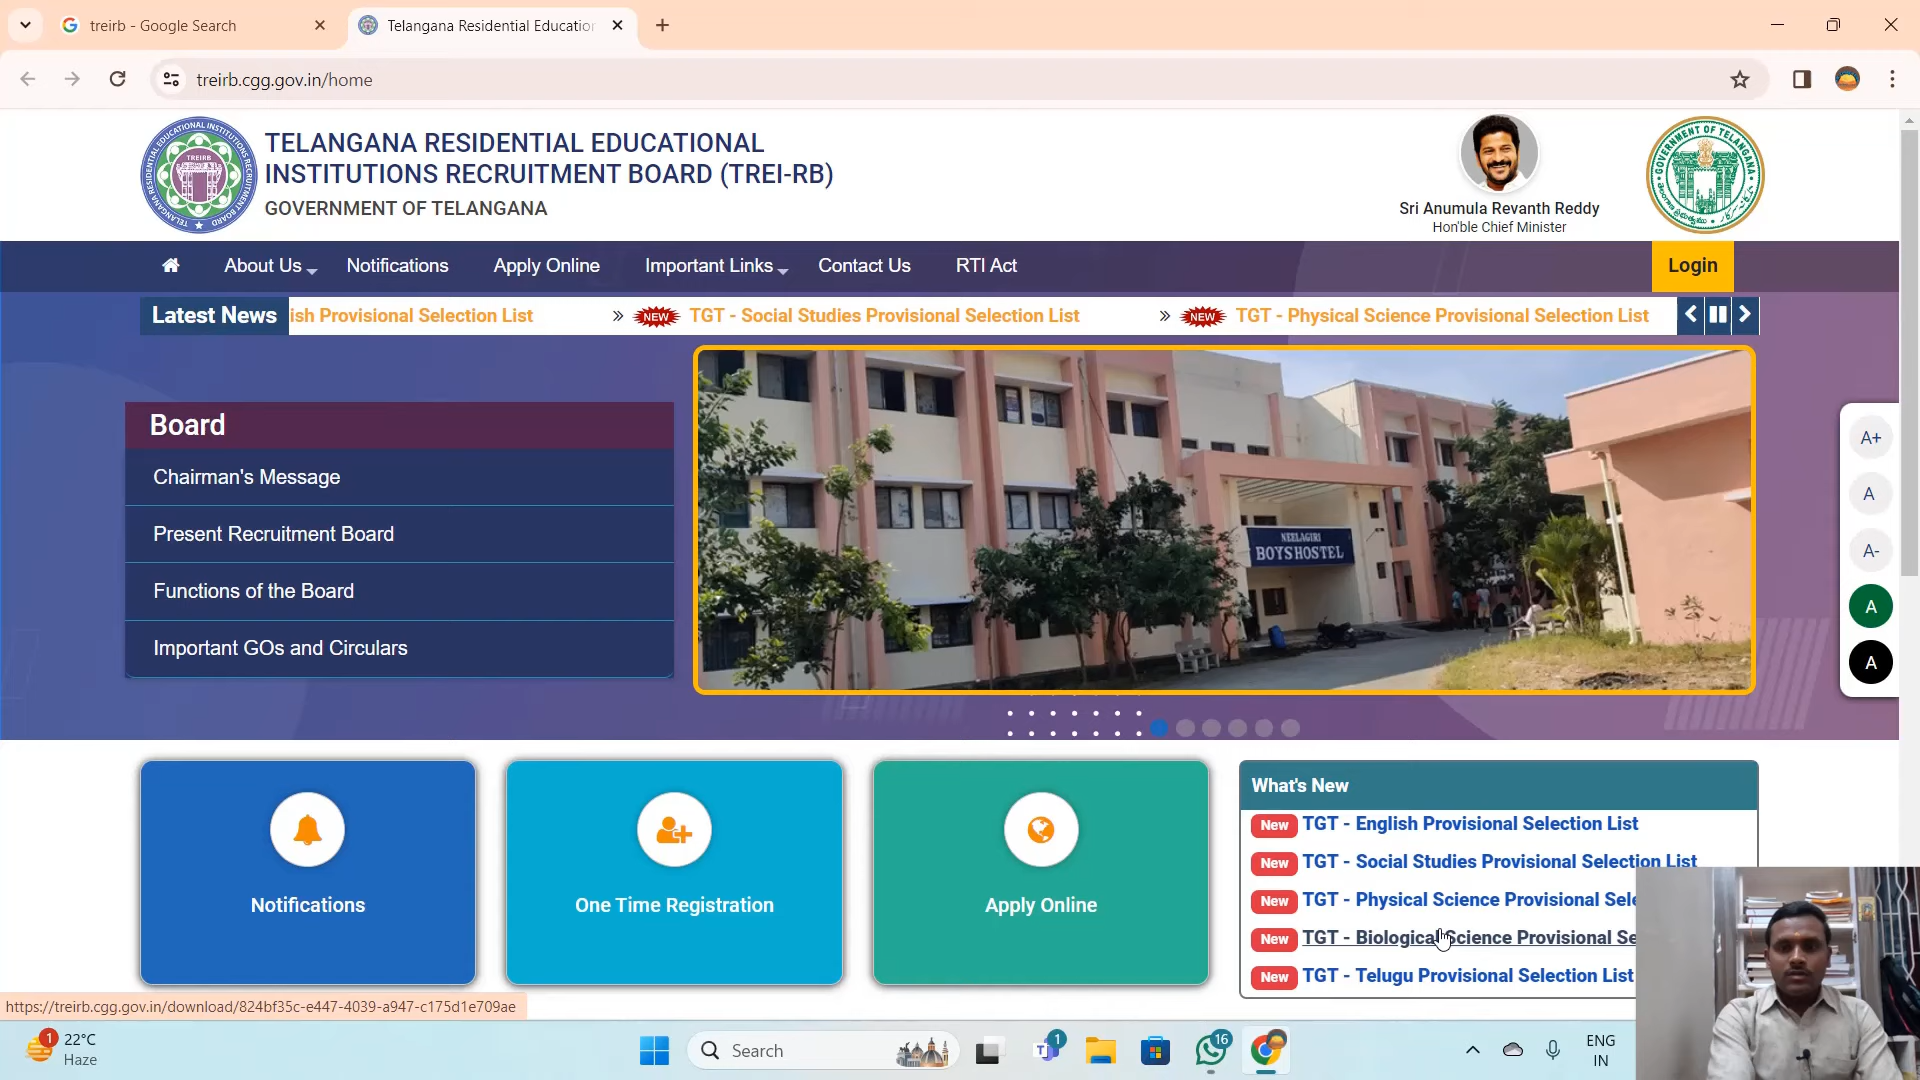 treirb - Google Search
Telangana Residential Educatio
treirb.cgg.gov.in/home
TELANGANA RESIDENTIAL EDUCATIONAL
INSTITUTIONS RECRUITMENT BOARD (TREI-RB)
GOVERNMENT OF TELANGANA
TREIRB
Sri Anumula Revanth Reddy
Hon'ble Chief Minister
GOVERNMENT OF TELANGANA
About Us
Notifications
Apply Online
Important Links
Contact Us
RTI Act
Login
Latest News
ish Provisional Selection List
NEW
TGT - Social Studies Provisional Selection List
NEW
TGT - Physical Science Provisional Selection List
Board
Chairman's Message
Present Recruitment Board
Functions of the Board
Important GOs and Circulars
NEELAGIRI
BOYS HOSTEL
A+
A
A-
A
A
Notifications
One Time Registration
Apply Online
What's New
New TGT - English Provisional Selection List
New TGT - Social Studies Provisional Selection List
New TGT - Physical Science Provisional Sele
New TGT - Biological Science Provisional Se
New TGT - Telugu Provisional Selection List
https://treirb.cgg.gov.in/download/824bf35c-e447-4039-a947-c175d1e709ae
1
22°C
Haze
Search
1
16
ENG
IN